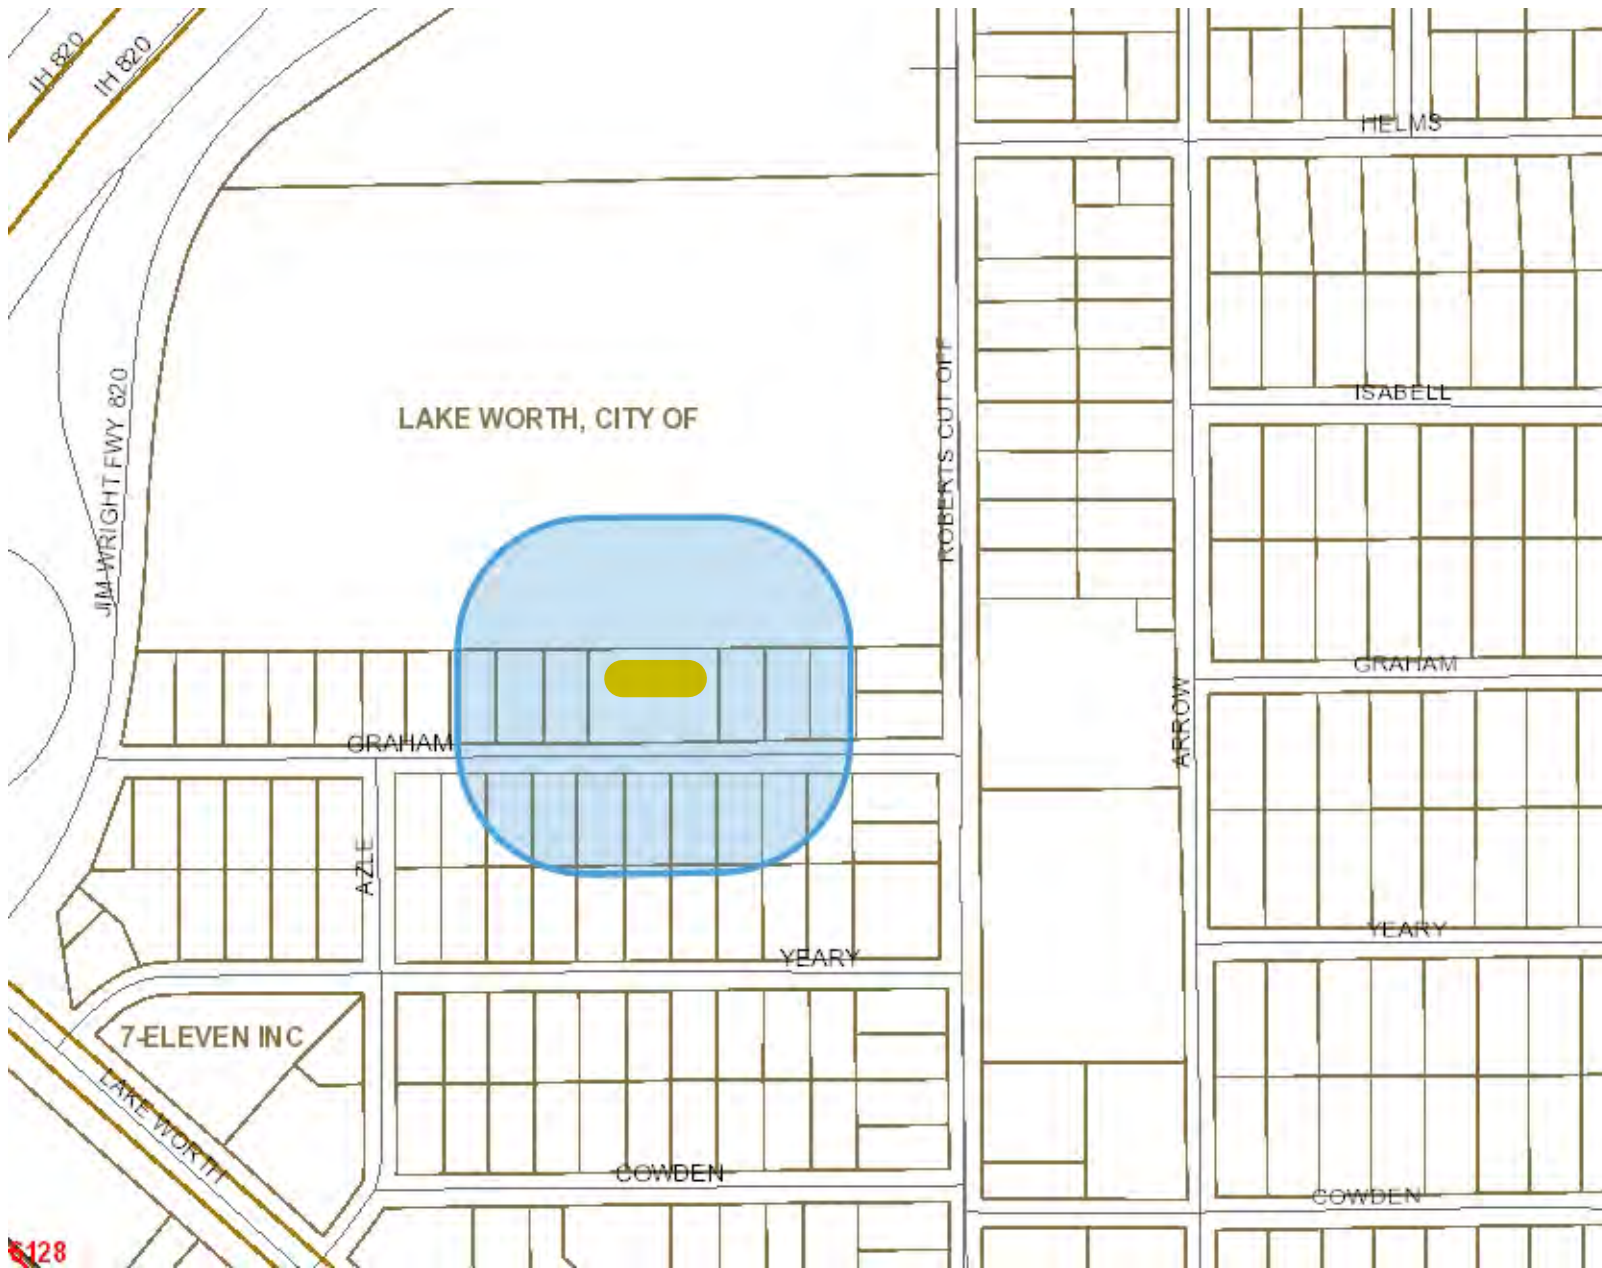 IH 820
IH 820
HELMS
JIM WRIGHT FWY 820
LAKE WORTH, CITY OF
ROBERTS CUT OFF
ISABELL
GRAHAM
ARROW
GRAHAM
AZLE
YEARY
YEARY
7-ELEVEN INC
LAKE WORTH
COWDEN
COWDEN
6128